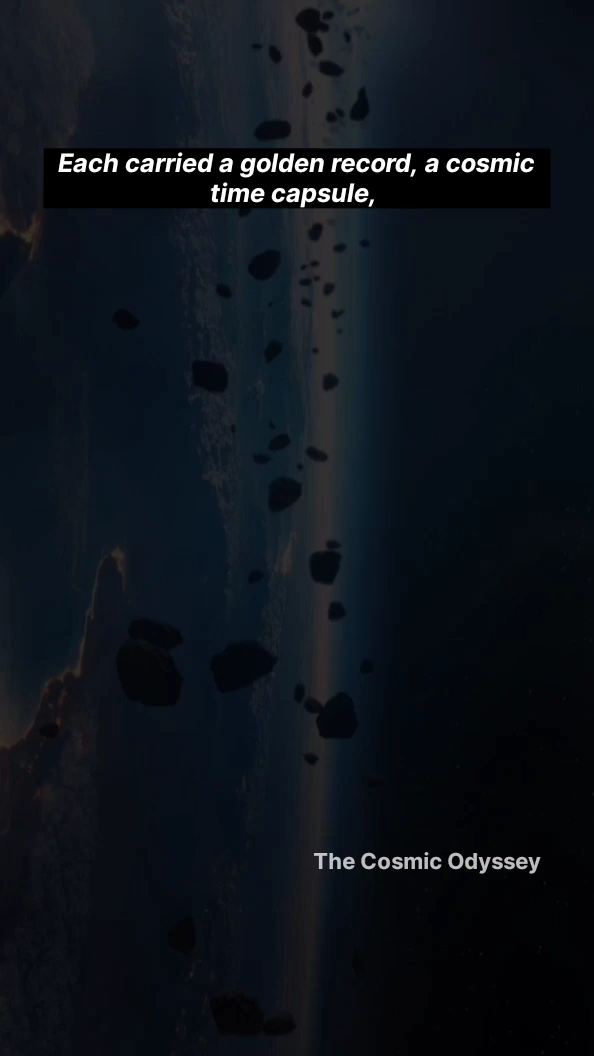 Each carried a golden record, a cosmic
time capsule,
The Cosmic Odyssey